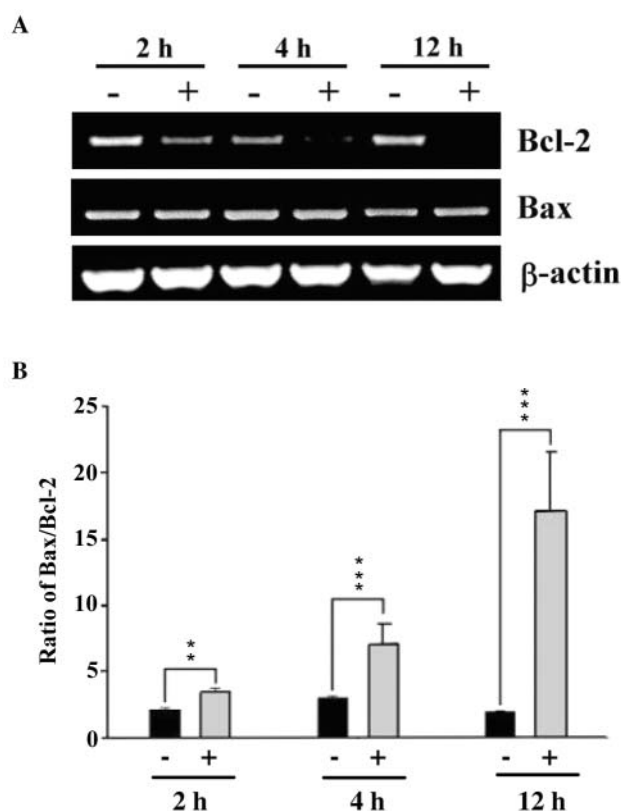 A
2 h 4 h 12 h
- + - + - +
Bcl-2
Bax
β-actin
B
Ratio of Bax/Bcl-2
25
20
15
10
5
0
**
***
***
- + - + - +
2 h 4 h 12 h